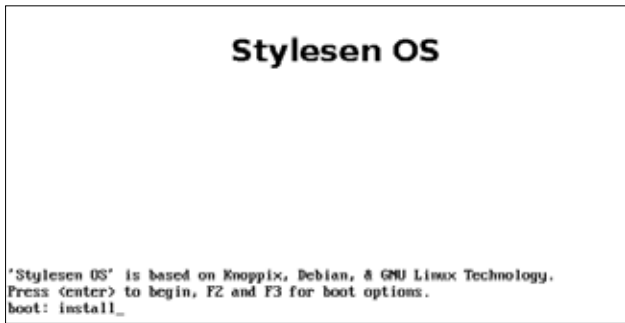 Stylesen OS
'Stylesen OS' is based on Knoppix, Debian, & GNU Linux Technology.
Press <enter> to begin, F2 and F3 for boot options.
boot: install_